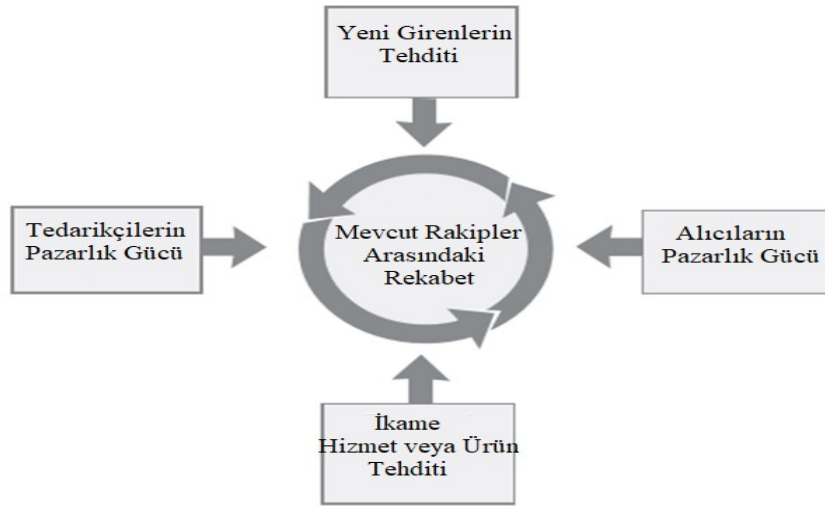 Yeni Girenlerin
Tehditi
Tedarikçilerin
Pazarlık Gücü
Mevcut Rakipler
Arasındaki
Rekabet
Alıcıların
Pazarlık Gücü
İkame
Hizmet veya Ürün
Tehditi